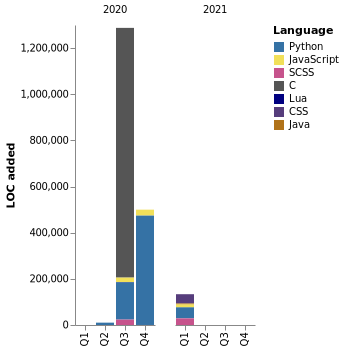 2020 2021
Language
Python
JavaScript
SCSS
C
Lua
CSS
Java
LOC added
1,200,000
1,000,000
800,000
600,000
400,000
200,000
0
Q1 Q2 Q3 Q4 Q1 Q2 Q3 Q4